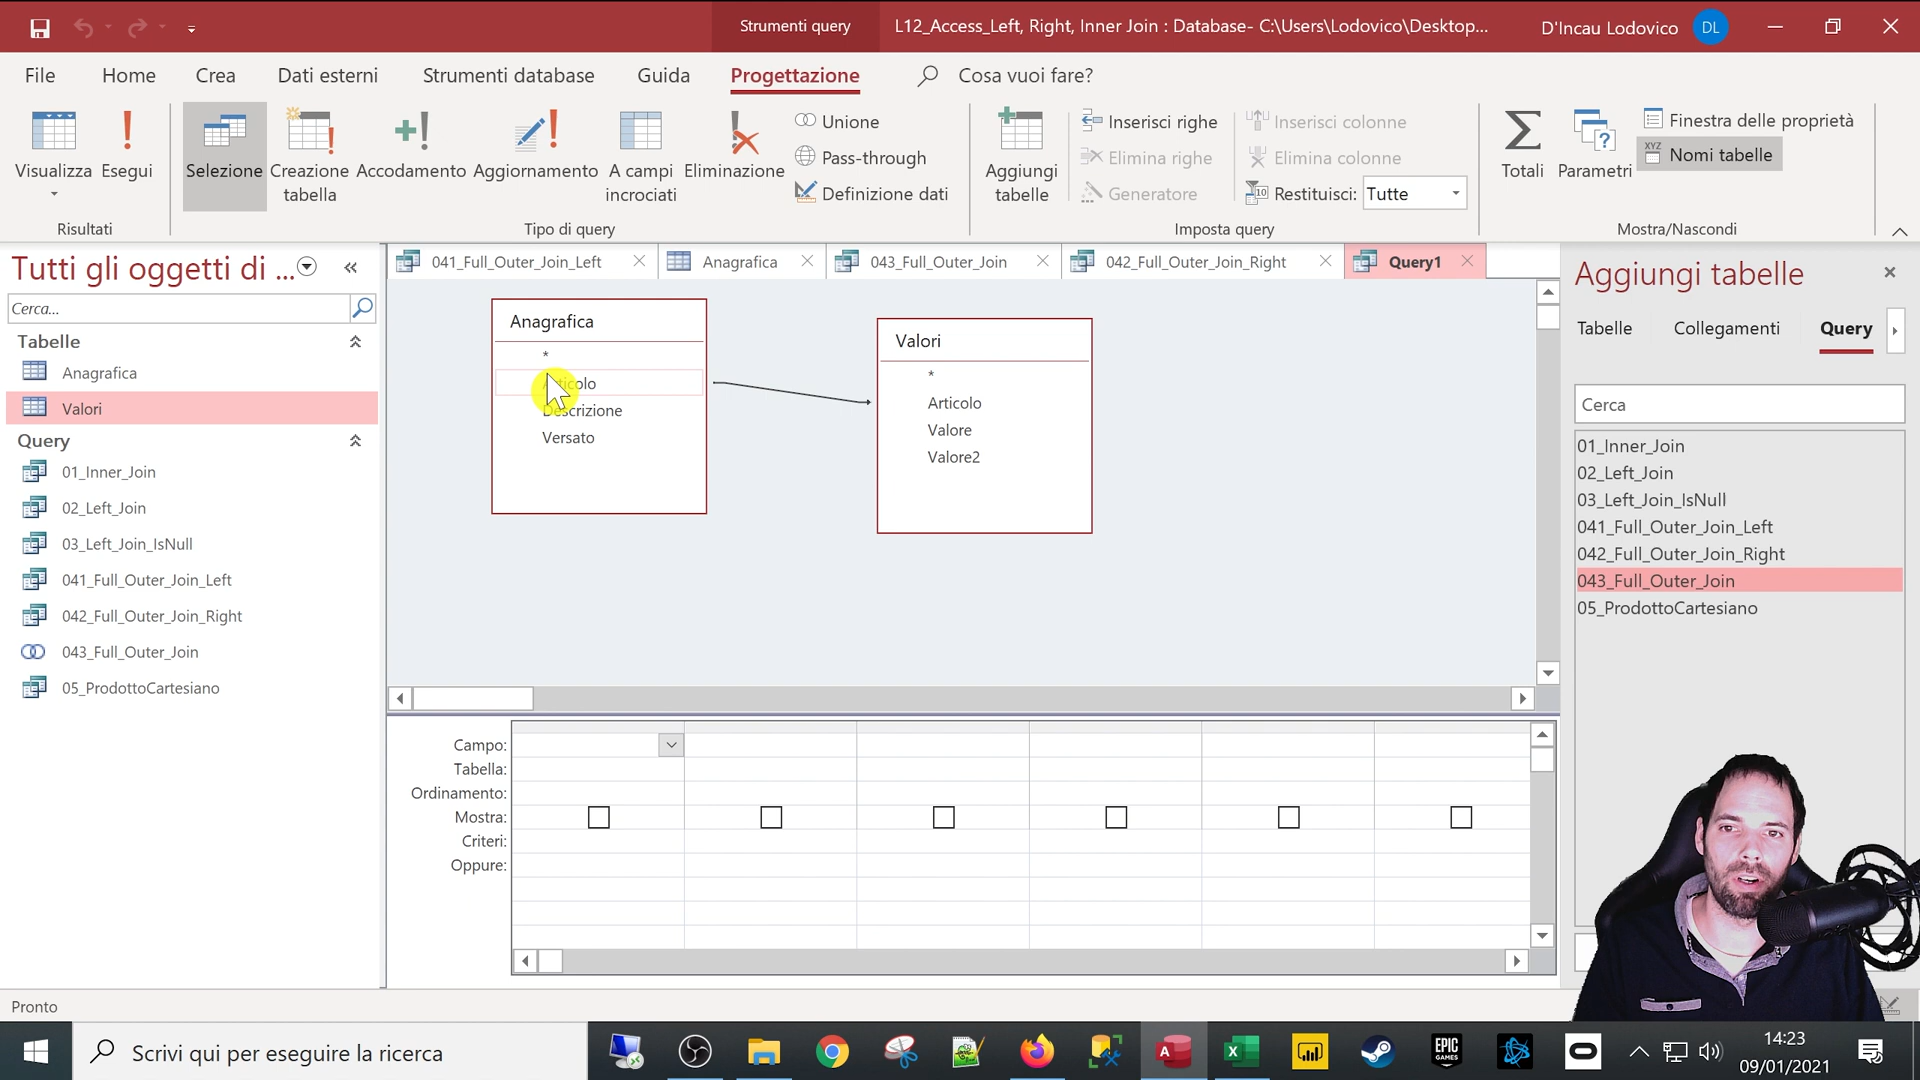 Strumenti query
L12_Access_Left, Right, Inner Join : Database- C:\Users\Lodovico\Desktop...
D'Incau Lodovico
DL
File
Home
Crea
Dati esterni
Strumenti database
Guida
Progettazione
Cosa vuoi fare?
Visualizza
Esegui
Selezione
Creazione tabella
Accodamento
Aggiornamento
A campi incrociati
Eliminazione
Unione
Pass-through
Definizione dati
Aggiungi tabelle
Inserisci righe
Elimina righe
Generatore
Inserisci colonne
Elimina colonne
Restituisci: Tutte
Totali
Parametri
Finestra delle proprietà
XYZ Nomi tabelle
Risultati
Tipo di query
Imposta query
Mostra/Nascondi
Tutti gli oggetti di ...
Cerca...
Tabelle
Anagrafica
Valori
Query
01_Inner_Join
02_Left_Join
03_Left_Join_IsNull
041_Full_Outer_Join_Left
042_Full_Outer_Join_Right
043_Full_Outer_Join
05_ProdottoCartesiano
041_Full_Outer_Join_Left
Anagrafica
043_Full_Outer_Join
042_Full_Outer_Join_Right
Query1
Anagrafica
*
Articolo
Descrizione
Versato
Valori
*
Articolo
Valore
Valore2
Campo:
Tabella:
Ordinamento:
Mostra:
Criteri:
Oppure:
Aggiungi tabelle
Tabelle
Collegamenti
Query
Cerca
01_Inner_Join
02_Left_Join
03_Left_Join_IsNull
041_Full_Outer_Join_Left
042_Full_Outer_Join_Right
043_Full_Outer_Join
05_ProdottoCartesiano
Pronto
Scrivi qui per eseguire la ricerca
EPIC
GAMES
14:23
09/01/2021